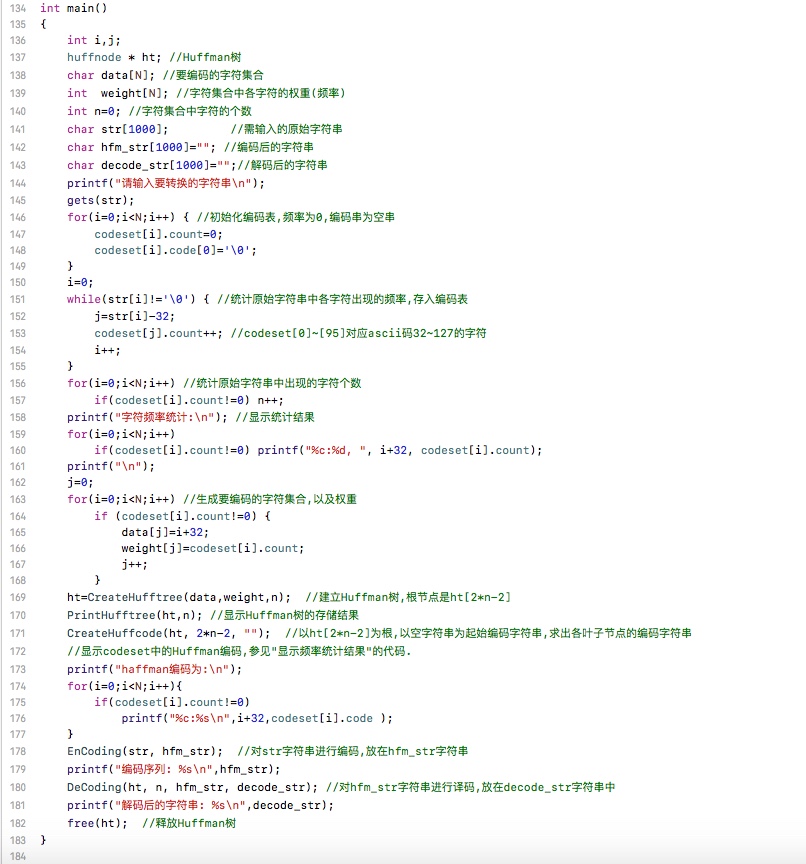 134 int main()
135 {
136     int i,j;
137     huffnode * ht; //Huffman树
138     char data[N]; //要编码的字符集合
139     int  weight[N]; //字符集合中各字符的权重(频率)
140     int n=0; //字符集合中字符的个数
141     char str[1000];         //需输入的原始字符串
142     char hfm_str[1000]=""; //编码后的字符串
143     char decode_str[1000]="";//解码后的字符串
144     printf("请输入要转换的字符串\n");
145     gets(str);
146     for(i=0;i<N;i++) { //初始化编码表,频率为0,编码串为空串
147         codeset[i].count=0;
148         codeset[i].code[0]='\0';
149     }
150     i=0;
151     while(str[i]!='\0') { //统计原始字符串中各字符出现的频率,存入编码表
152         j=str[i]-32;
153         codeset[j].count++; //codeset[0]~[95]对应ascii码32~127的字符
154         i++;
155     }
156     for(i=0;i<N;i++) //统计原始字符串中出现的字符个数
157         if(codeset[i].count!=0) n++;
158     printf("字符频率统计:\n"); //显示统计结果
159     for(i=0;i<N;i++)
160         if(codeset[i].count!=0) printf("%c:%d, ", i+32, codeset[i].count);
161     printf("\n");
162     j=0;
163     for(i=0;i<N;i++) //生成要编码的字符集合,以及权重
164         if (codeset[i].count!=0) {
165             data[j]=i+32;
166             weight[j]=codeset[i].count;
167             j++;
168         }
169     ht=CreateHufftree(data,weight,n);  //建立Huffman树,根节点是ht[2*n-2]
170     PrintHufftree(ht,n); //显示Huffman树的存储结果
171     CreateHuffcode(ht, 2*n-2, "");  //以ht[2*n-2]为根,以空字符串为起始编码字符串,求出各叶子节点的编码字符串
172     //显示codeset中的Huffman编码,参见"显示频率统计结果"的代码.
173     printf("haffman编码为:\n");
174     for(i=0;i<N;i++){
175         if(codeset[i].count!=0)
176             printf("%c:%s\n",i+32,codeset[i].code );
177     }
178     EnCoding(str, hfm_str);  //对str字符串进行编码,放在hfm_str字符串
179     printf("编码序列: %s\n",hfm_str);
180     DeCoding(ht, n, hfm_str, decode_str); //对hfm_str字符串进行译码,放在decode_str字符串中
181     printf("解码后的字符串: %s\n",decode_str);
182     free(ht);  //释放Huffman树
183 }
184